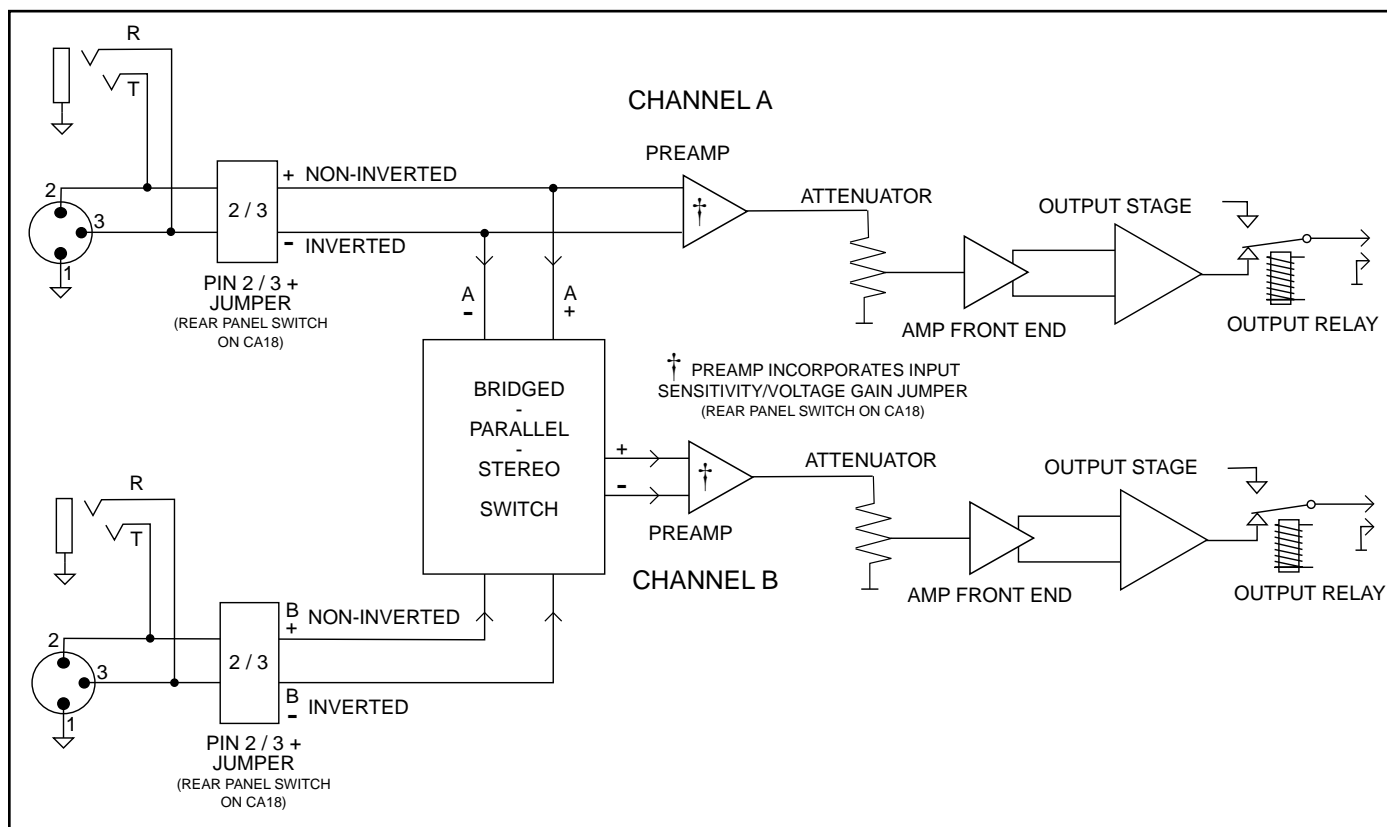 R
T
CHANNEL A
PREAMP
2
3
1
2 / 3
+ NON-INVERTED
- INVERTED
†
ATTENUATOR
OUTPUT STAGE
PIN 2 / 3 +
JUMPER
(REAR PANEL SWITCH
ON CA18)
A
-
A
+
AMP FRONT END
OUTPUT RELAY
BRIDGED
-
PARALLEL
-
STEREO
SWITCH
† PREAMP INCORPORATES INPUT
SENSITIVITY/VOLTAGE GAIN JUMPER
(REAR PANEL SWITCH ON CA18)
+
-
†
PREAMP
ATTENUATOR
OUTPUT STAGE
CHANNEL B
AMP FRONT END
OUTPUT RELAY
R
T
2
3
1
2 / 3
B
+ NON-INVERTED
B
- INVERTED
PIN 2 / 3 +
JUMPER
(REAR PANEL SWITCH
ON CA18)